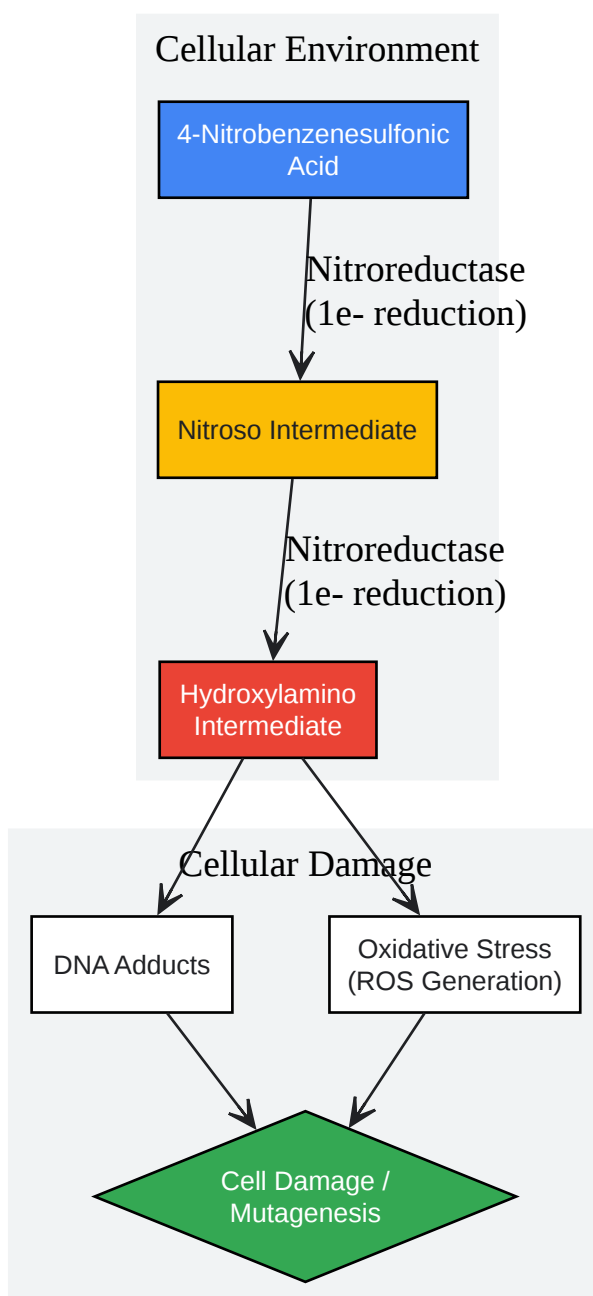 Cellular Environment
4-Nitrobenzenesulfonic
Acid
Nitroreductase
(1e- reduction)
Nitroso Intermediate
Nitroreductase
(1e- reduction)
Hydroxylamino
Intermediate
Cellular Damage
DNA Adducts
Oxidative Stress
(ROS Generation)
Cell Damage /
Mutagenesis